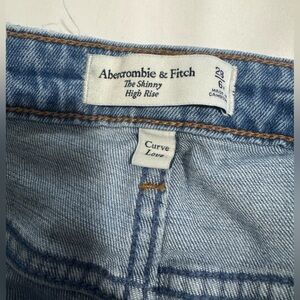 Abercrombie & Fitch
The Skinny
High Rise
Curve
Love